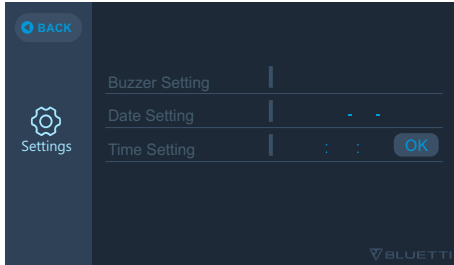 BACK
Buzzer Setting
Date Setting - -
Settings
Time Setting : : OK
BLUETTI